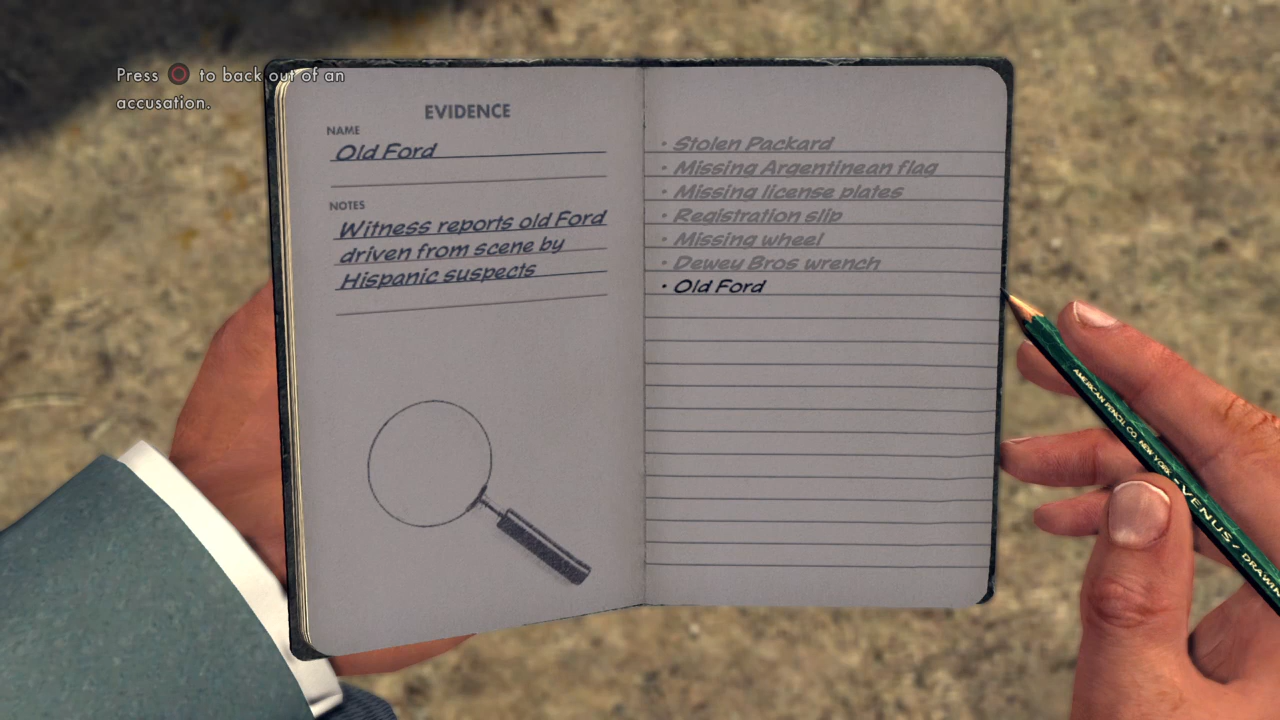 Press to back out of an
accusation.
EVIDENCE
NAME
Old Ford
NOTES
Witness reports old Ford
driven from scene by
Hispanic suspects
• Stolen Packard
• Missing Argentinean flag
• Missing license plates
• Registration slip
• Missing wheel
• Dewey Bros wrench
• Old Ford
AMERICAN PENCIL CO. NEW YORK - VENUS / DRAWIN